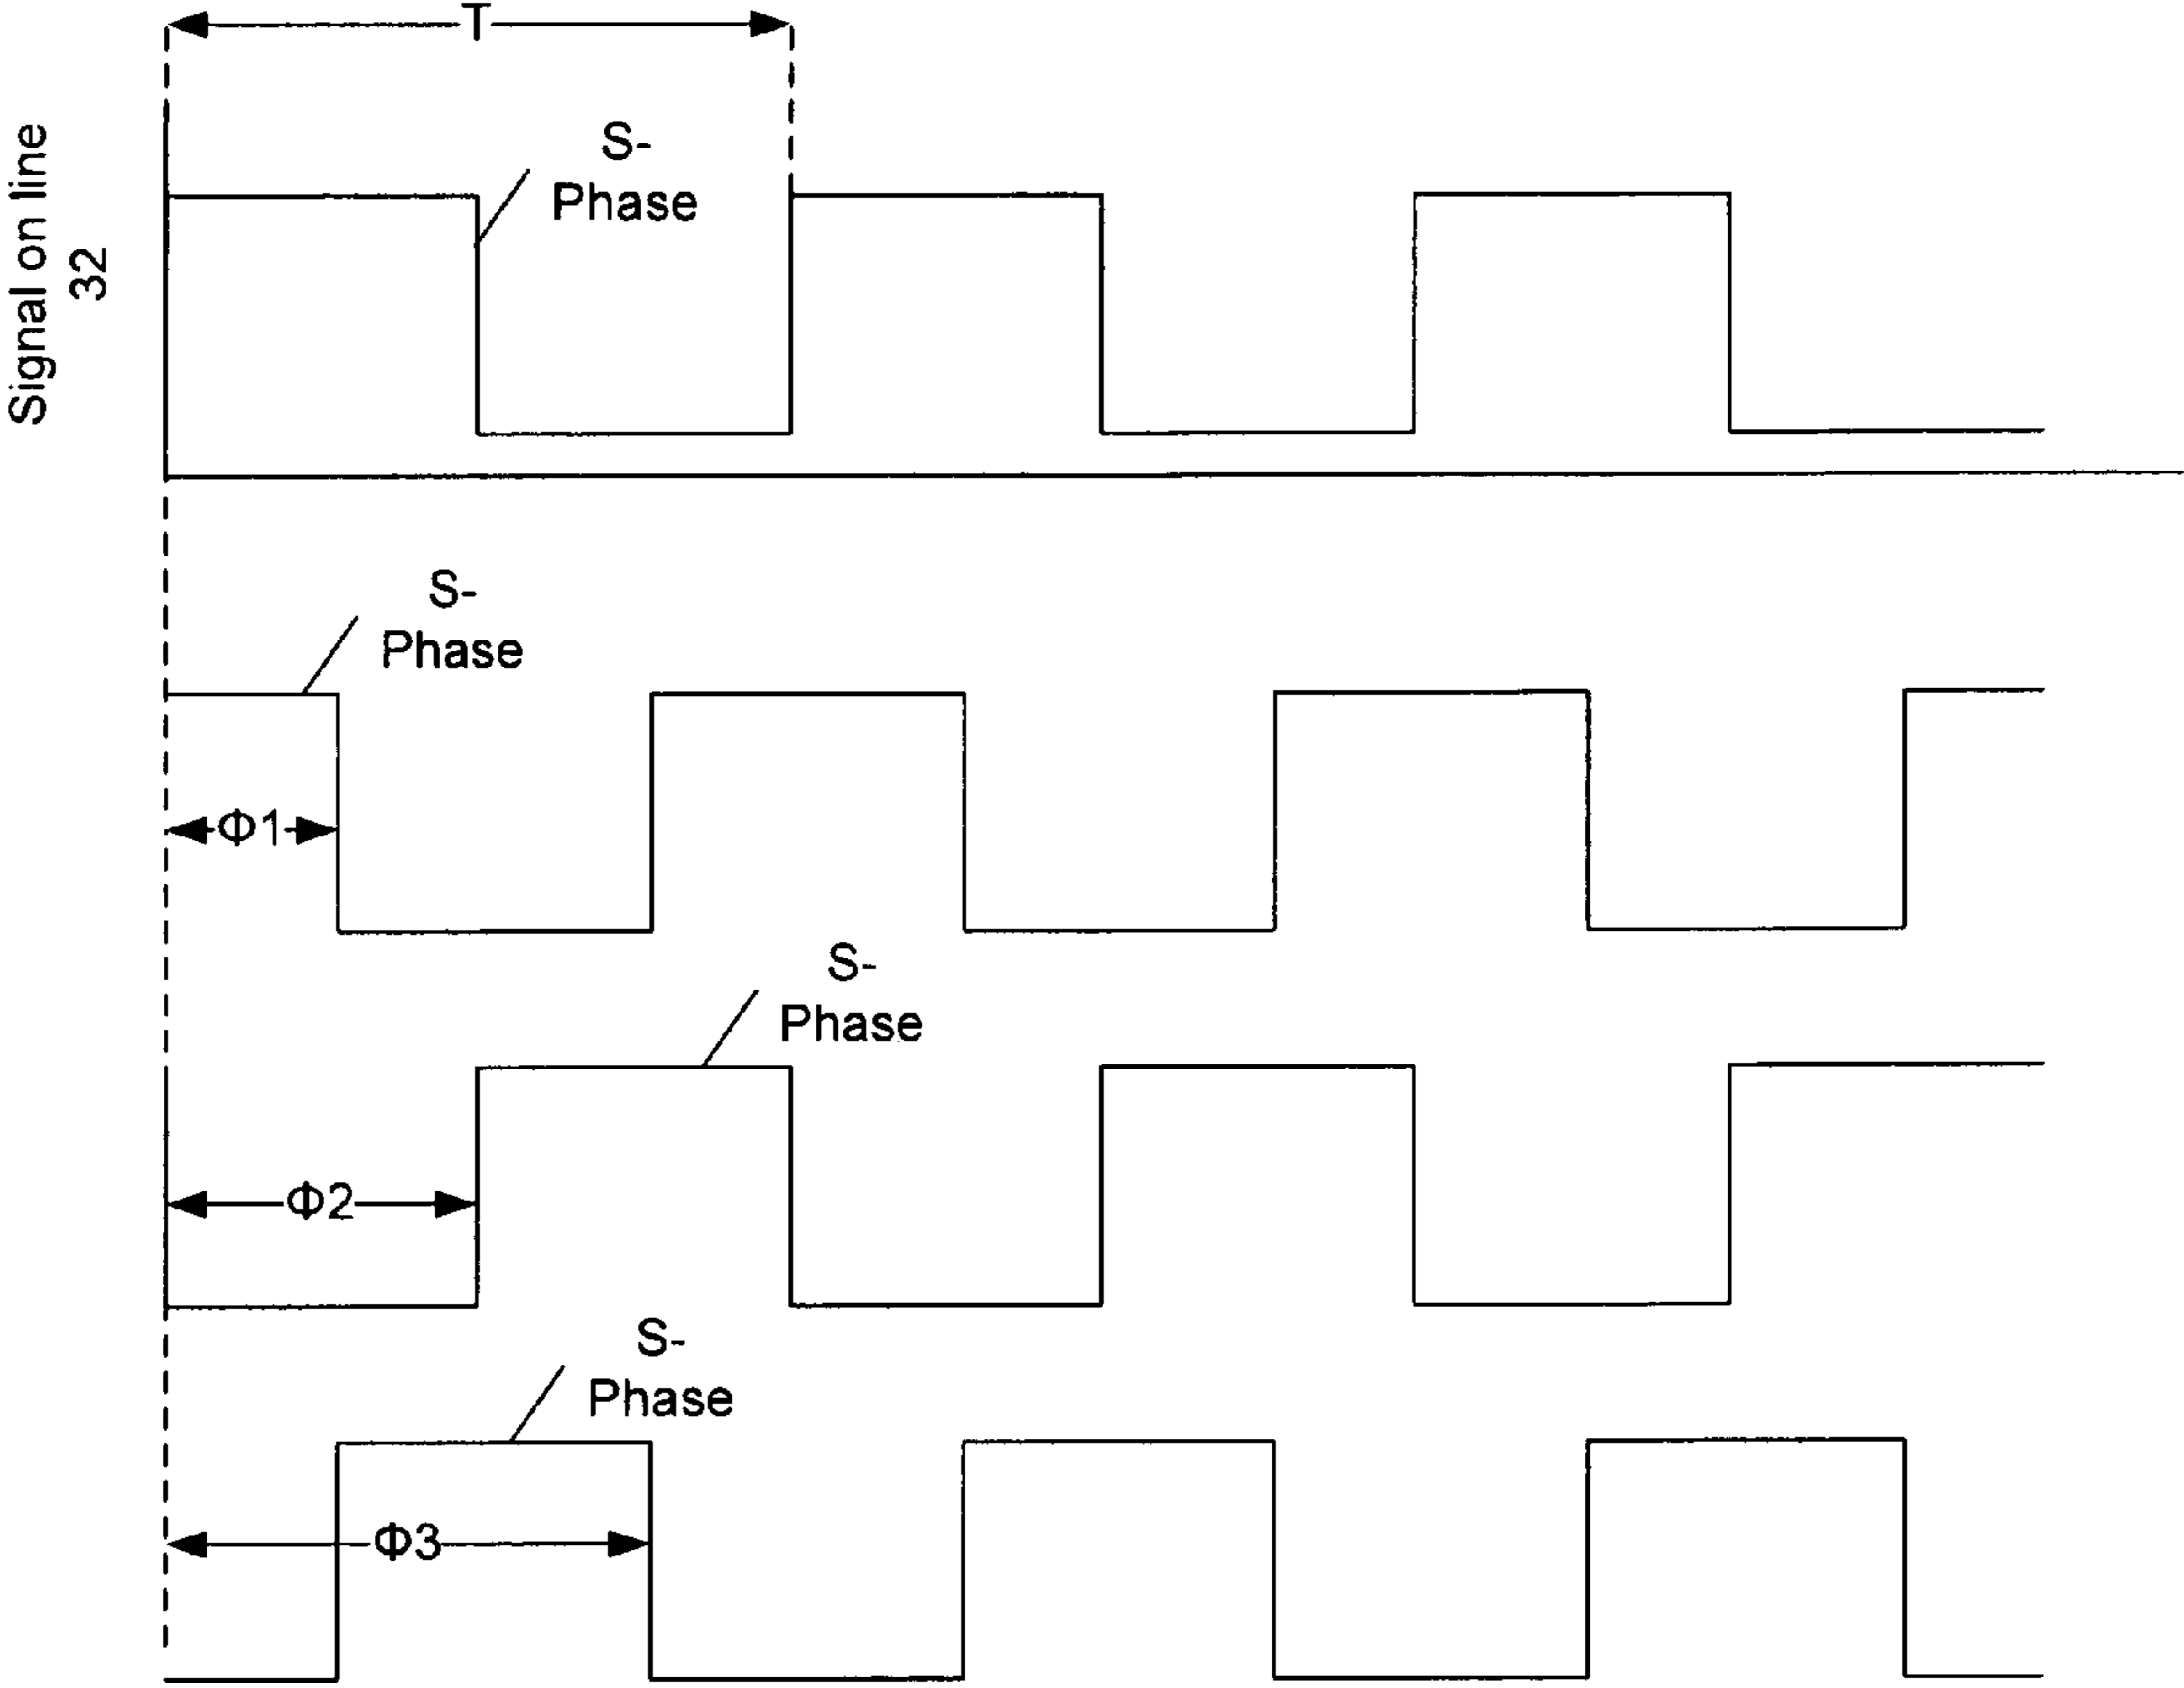 T
Signal on line
32
S-
Phase
S-
Phase
Φ1
S-
Phase
Φ2
S-
Phase
Φ3